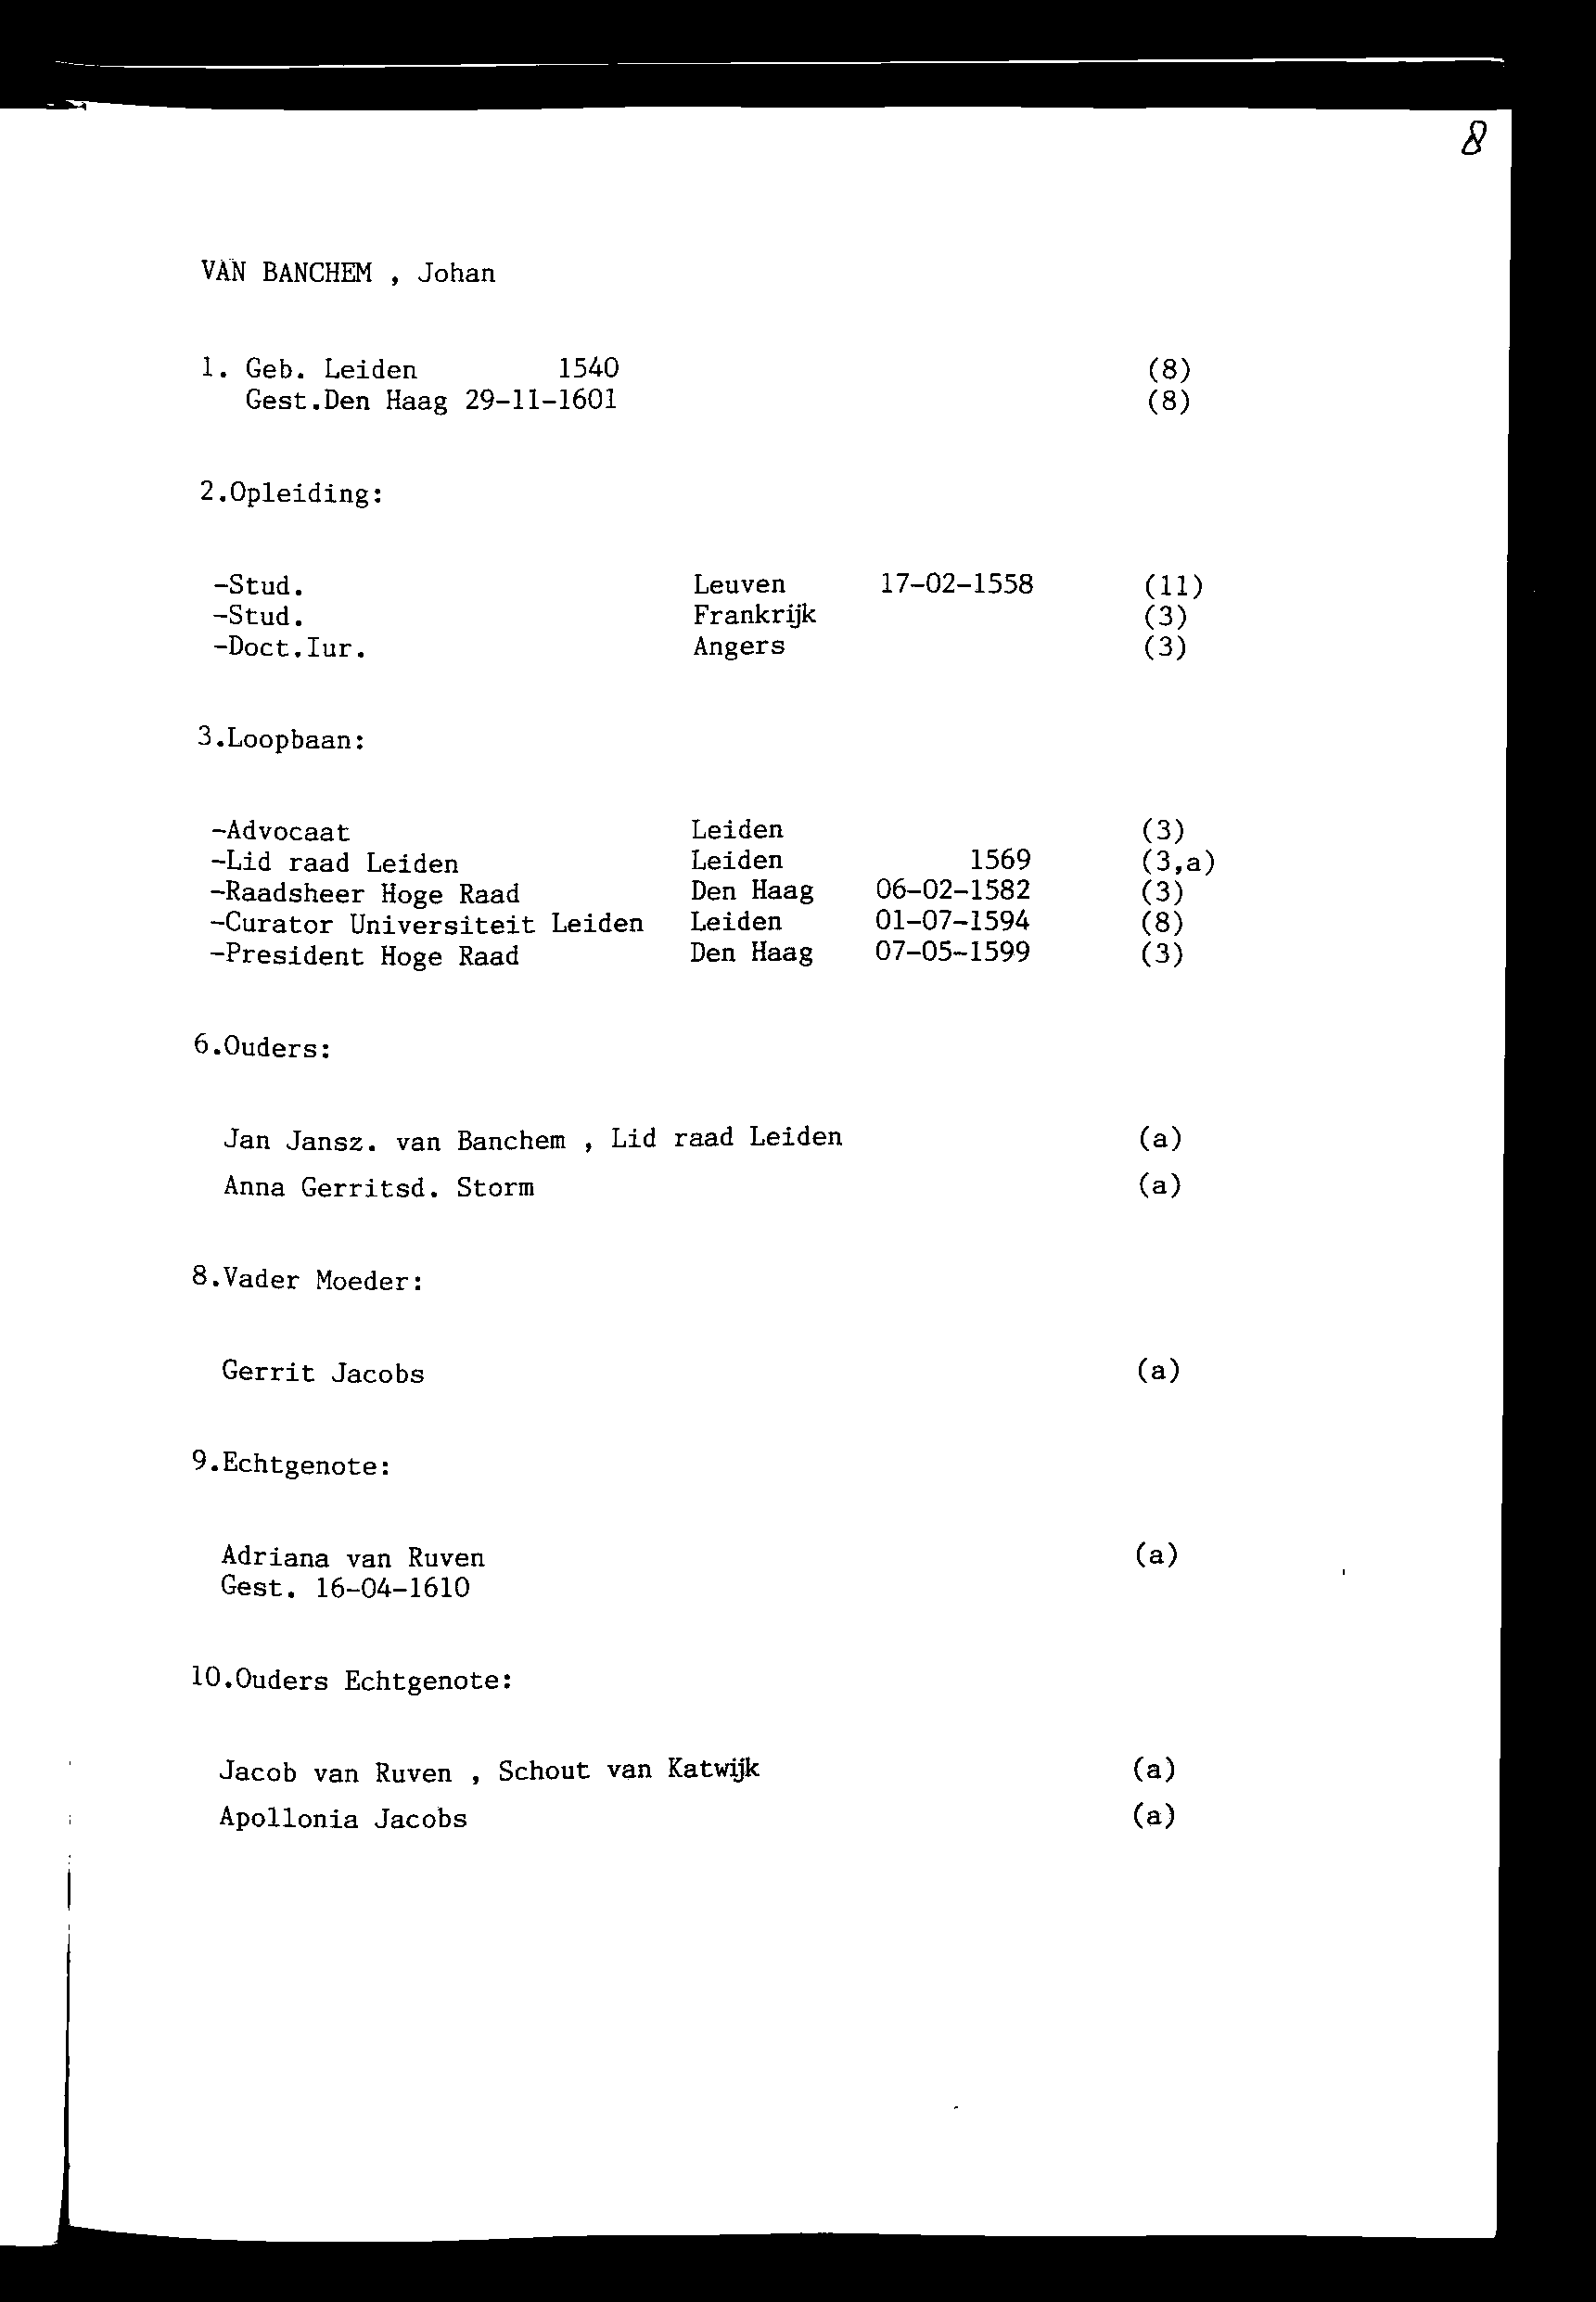 8
VAN BANCHEM , Johan
1. Geb. Leiden 1540 (8)
Gest.Den Haag 29-11-1601 (8)
2.Opleiding:
-Stud. Leuven 17-02-1558 (11)
-Stud. Frankrijk (3)
-Doct.Iur. Angers (3)
3.Loopbaan:
-Advocaat Leiden (3)
-Lid raad Leiden Leiden 1569 (3,a)
-Raadsheer Hoge Raad Den Haag 06-02-1582 (3)
-Curator Universiteit Leiden Leiden 01-07-1594 (8)
-President Hoge Raad Den Haag 07-05-1599 (3)
6.Ouders:
Jan Jansz. van Banchem , Lid raad Leiden (a)
Anna Gerritsd. Storm (a)
8.Vader Moeder:
Gerrit Jacobs (a)
9.Echtgenote:
Adriana van Ruven (a)
Gest. 16-04-1610
10.Ouders Echtgenote:
Jacob van Ruven , Schout van Katwijk (a)
Apollonia Jacobs (a)